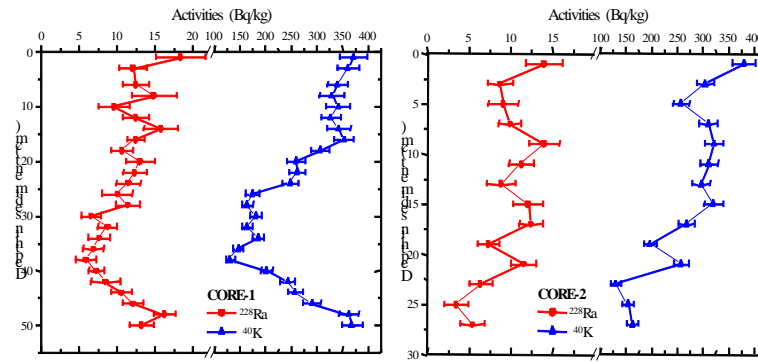 Activities (Bq/kg)
0 5 10 15 20 100 150 200 250 300 350 400
0
10
20
30
40
50
CORE-1
²²⁸Ra
⁴⁰K
Activities (Bq/kg)
0 5 10 15 100 150 200 250 300 350 400
0
5
10
15
20
25
30
CORE-2
²²⁸Ra
⁴⁰K